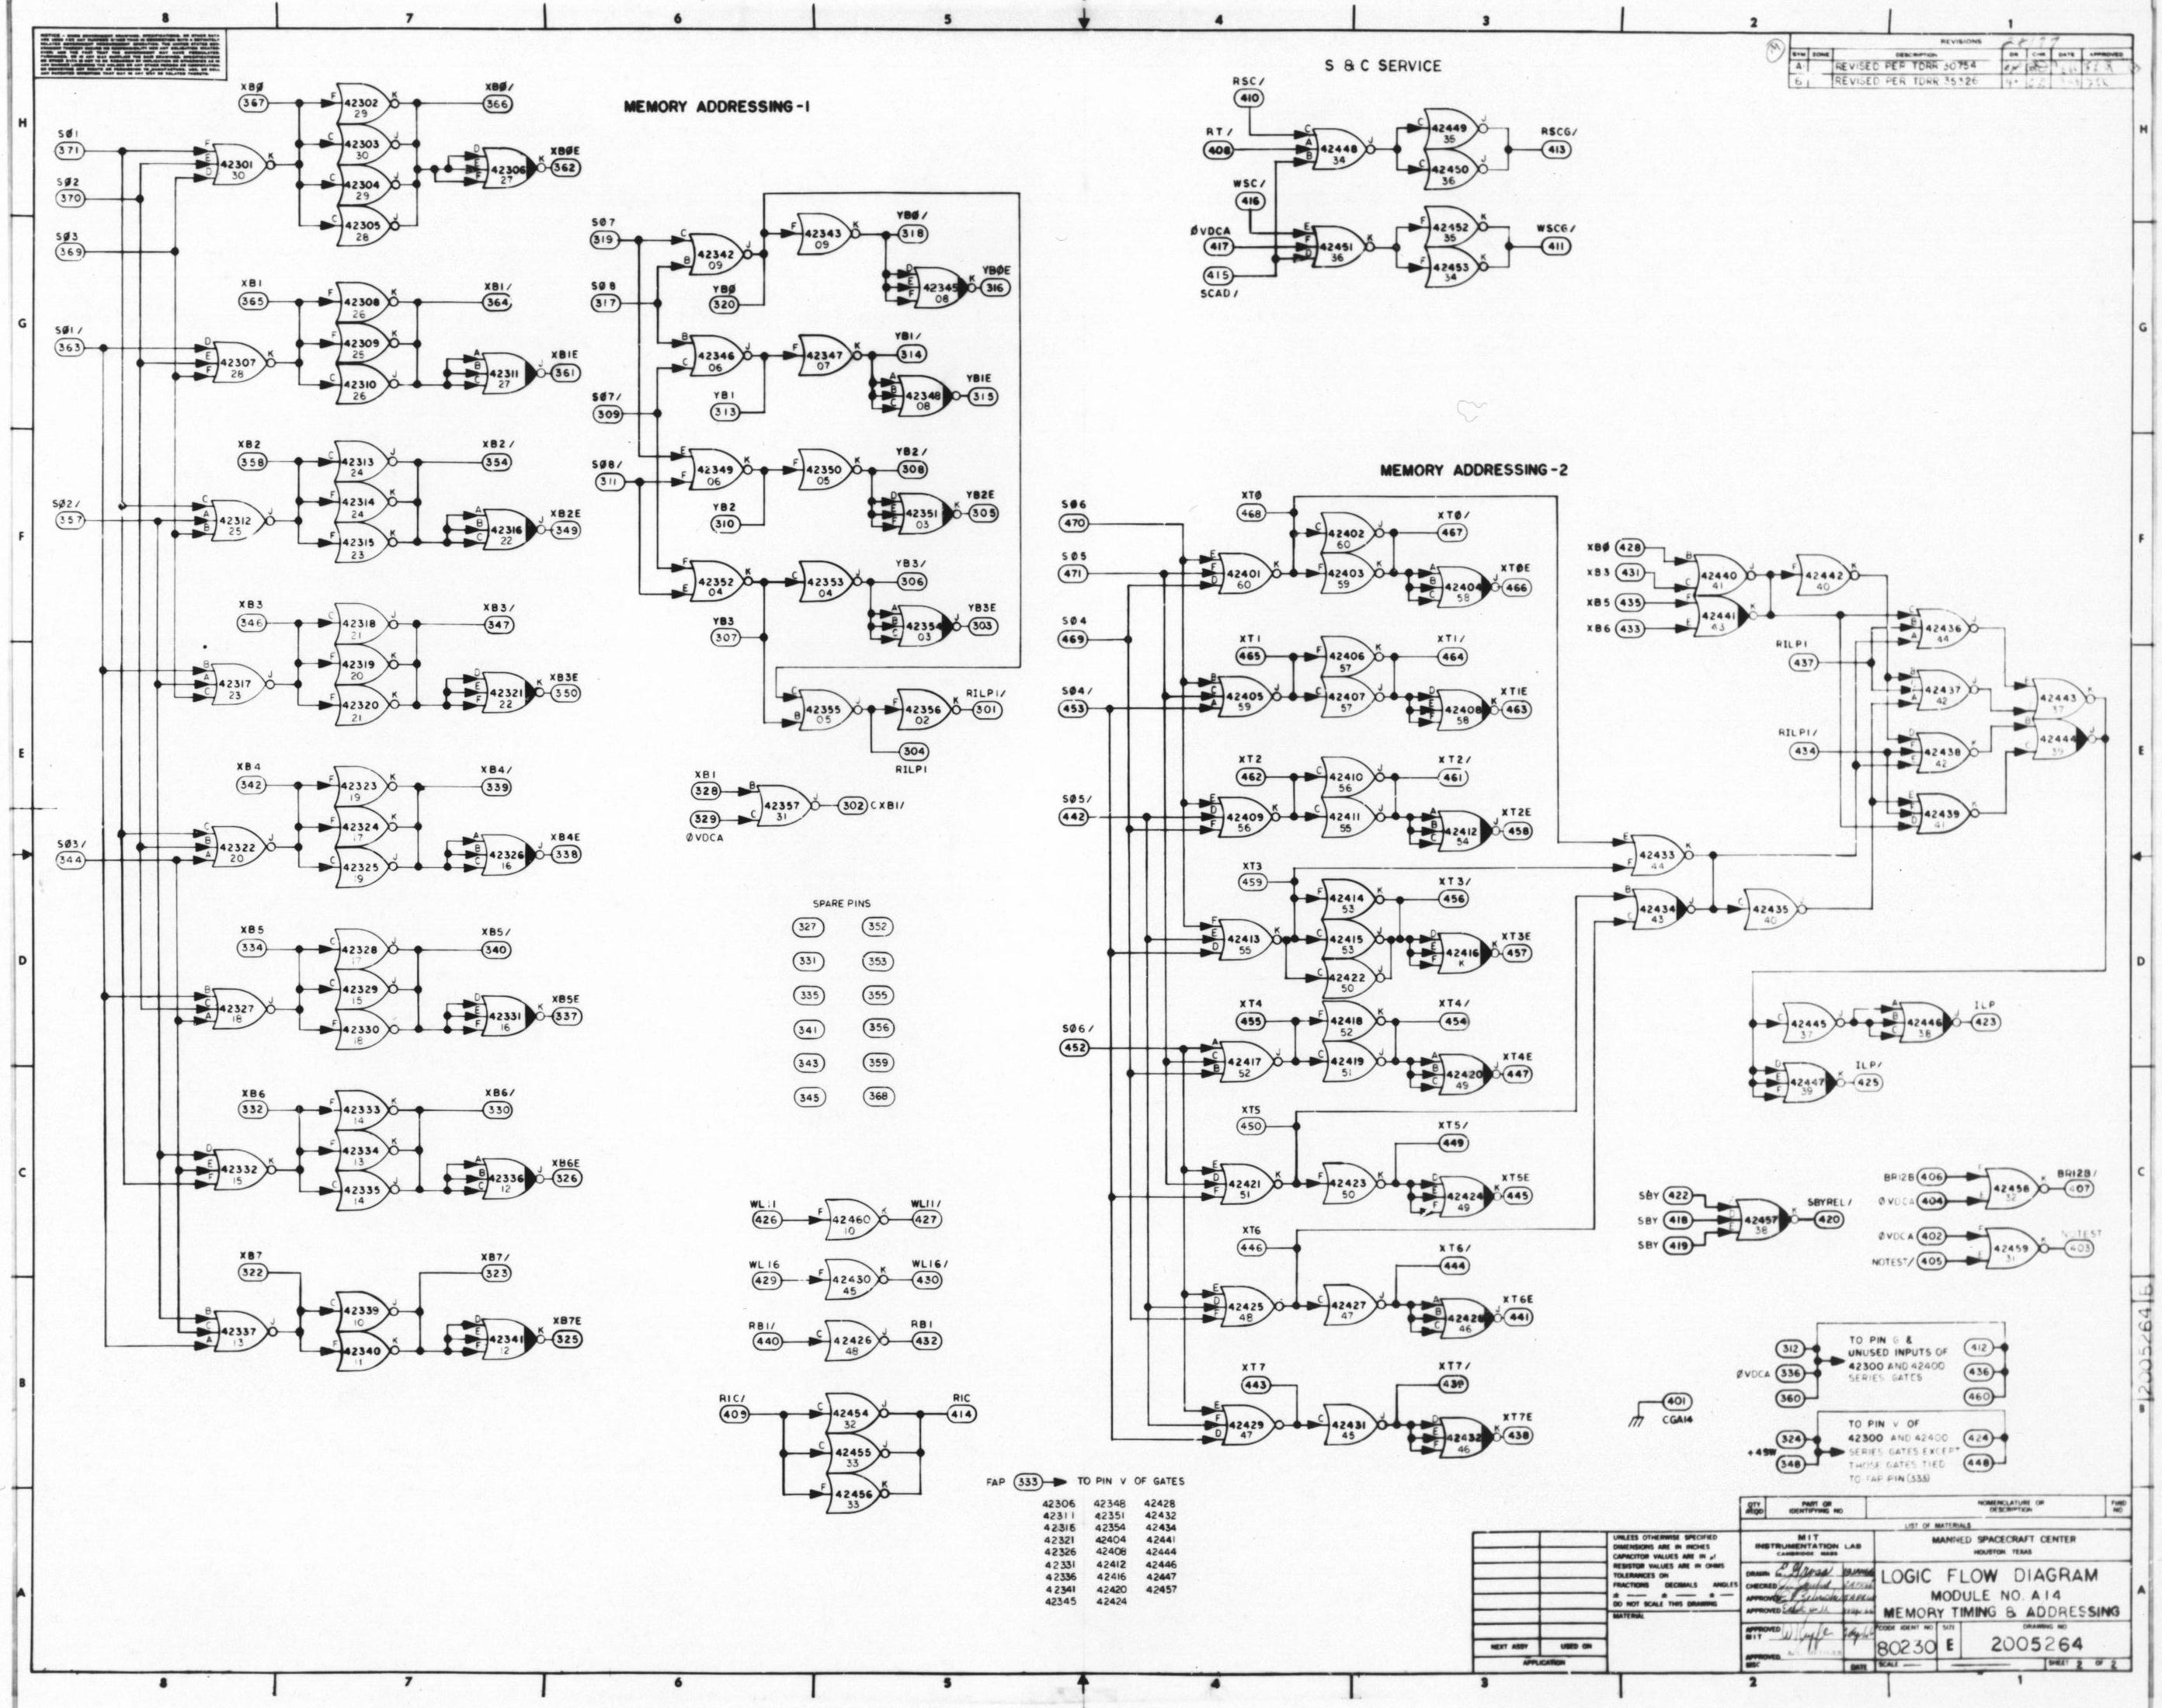 8 7 6 5 4 3 2 1
REVISIONS
SYM ZONE DESCRIPTION DR CHK DATE APPROVED
A REVISED PER TDRR 30754
B REVISED PER TDRR 35326
MEMORY ADDRESSING-1
S & C SERVICE
MEMORY ADDRESSING-2
H
G
F
E
D
C
B
A
SØ1
371
SØ2
370
SØ3
369
SØ1/
363
SØ2/
357
SØ3/
344
XBØ XBØ/
367 42302 366
29
42303
30
42301 42306 XBØE
30 27 362
42304
29
42305
28
XB1 XB1/
365 42308 364
26
42309
25
42307 42311 XB1E
28 27 361
42310
26
XB2 XB2/
358 42313 354
24
42314
24
42312 42316 XB2E
25 22 349
42315
23
XB3 XB3/
346 42318 347
21
42319
20
42317 42321 XB3E
23 22 350
42320
21
XB4 XB4/
342 42323 339
19
42324
17
42322 42326 XB4E
20 16 338
42325
19
XB5 XB5/
334 42328 340
17
42329
15
42327 42331 XB5E
18 16 337
42330
18
XB6 XB6/
332 42333 330
14
42334
13
42332 42336 XB6E
15 12 326
42335
14
XB7 XB7/
322 323
42339
10
42337 42341 XB7E
13 12 325
42340
11
SØ7
319
SØ8
317
SØ7/
309
SØ8/
311
42342 42343 YBØ/
09 09 318
YBØ 42345 YBØE
320 08 316
42346 42347 YB1/
06 07 314
YB1 42348 YB1E
313 08 315
42349 42350 YB2/
06 05 308
YB2 42351 YB2E
310 03 305
42352 42353 YB3/
04 04 306
YB3 42354 YB3E
307 03 303
42355 42356 RILP1/
05 02 301
304
RILP1
XB1
328 42357 302 CXB1/
329 31
ØVDCA
SPARE PINS
327 352
331 353
335 355
341 356
343 359
345 368
WL11 WL11/
426 42460 427
10
WL16 WL16/
429 42430 430
45
RB1/ RB1
440 42426 432
48
RIC/ RIC
409 42454 414
32
42455
33
42456
33
FAP 333 TO PIN V OF GATES
42306 42348 42428
42311 42351 42432
42316 42354 42434
42321 42404 42441
42326 42408 42444
42331 42412 42446
42336 42416 42447
42341 42420 42457
42345 42424
RSC/
410
RT/ 42449 RSCG/
408 42448 35 413
34 42450
36
WSC/
416
ØVDCA 42452 WSCG/
417 42451 35 411
415 36 42453
SCAD/ 34
SØ6
470
SØ5
471
SØ4
469
SØ4/
453
SØ5/
442
SØ6/
452
XTØ XTØ/
468 42402 467
60
42401 42403 42404 XTØE
60 59 58 466
XT1 XT1/
465 42406 464
57
42405 42407 42408 XT1E
59 57 58 463
XT2 XT2/
462 42410 461
56
42409 42411 42412 XT2E
56 55 54 458
XT3 XT3/
459 42414 456
53
42413 42415 42416 XT3E
55 53 K 457
42422
50
XT4 XT4/
455 42418 454
52
42417 42419 42420 XT4E
52 51 49 447
XT5 XT5/
450 449
42421 42423 42424 XT5E
51 50 49 445
XT6 XT6/
446 444
42425 42427 42428 XT6E
48 47 46 441
XT7 XT7/
443 439
42429 42431 42432 XT7E
47 45 46 438
XBØ 428
XB3 431
XB5 435
XB6 433
42440 42442
41 40
42441
43
RILP1
437
RILP1/
434
42436
44
42437
42
42438
42
42439
41
42443
37
42444
39
42433
44
42434 42435
43 40
42445 42446 ILP
37 38 423
42447 ILP/
39 425
SBY 422
SBY 418
SBY 419
42457 SBYREL/
38 420
BR12B 406 42458 BR12B/
ØVDCA 404 32 407
ØVDCA 402 42459 NOTEST
NOTEST/ 405 31 403
312 TO PIN G & 412
ØVDCA 336 UNUSED INPUTS OF 436
360 42300 AND 42400 460
SERIES GATES
401
CGA14
TO PIN V OF
324 42300 AND 42400 424
348 SERIES GATES EXCEPT 448
THOSE GATES TIED
TO FAP PIN (333)
QTY REQD PART OR IDENTIFYING NO NOMENCLATURE OR DESCRIPTION FIND NO
LIST OF MATERIALS
UNLESS OTHERWISE SPECIFIED
DIMENSIONS ARE IN INCHES
RESISTOR VALUES ARE IN OHMS
TOLERANCES ON
FRACTIONS DECIMALS ANGLES
DO NOT SCALE THIS DRAWING
MATERIAL
NEXT ASSY USED ON
APPLICATION
MIT
INSTRUMENTATION LAB
CAMBRIDGE MASS
DRAWN
CHECKED
APPROVED
APPROVED
APPROVED MIT
APPROVED MSC
DATE
MANNED SPACECRAFT CENTER
HOUSTON TEXAS
LOGIC FLOW DIAGRAM
MODULE NO. A14
MEMORY TIMING & ADDRESSING
CODE IDENT NO SIZE DRAWING NO
80230 E 2005264
SCALE SHEET 2 OF 2
8 7 6 5 4 3 2 1